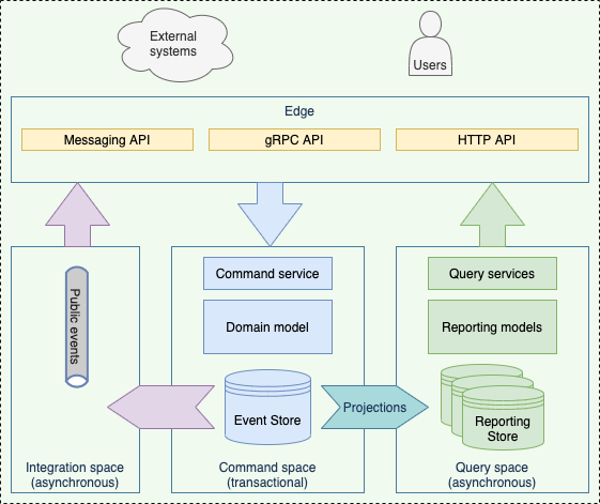 External
systems
Users
Edge
Messaging API
gRPC API
HTTP API
Public events
Command service
Domain model
Event Store
Query services
Reporting models
Projections
Reporting
Store
Integration space
(asynchronous)
Command space
(transactional)
Query space
(asynchronous)